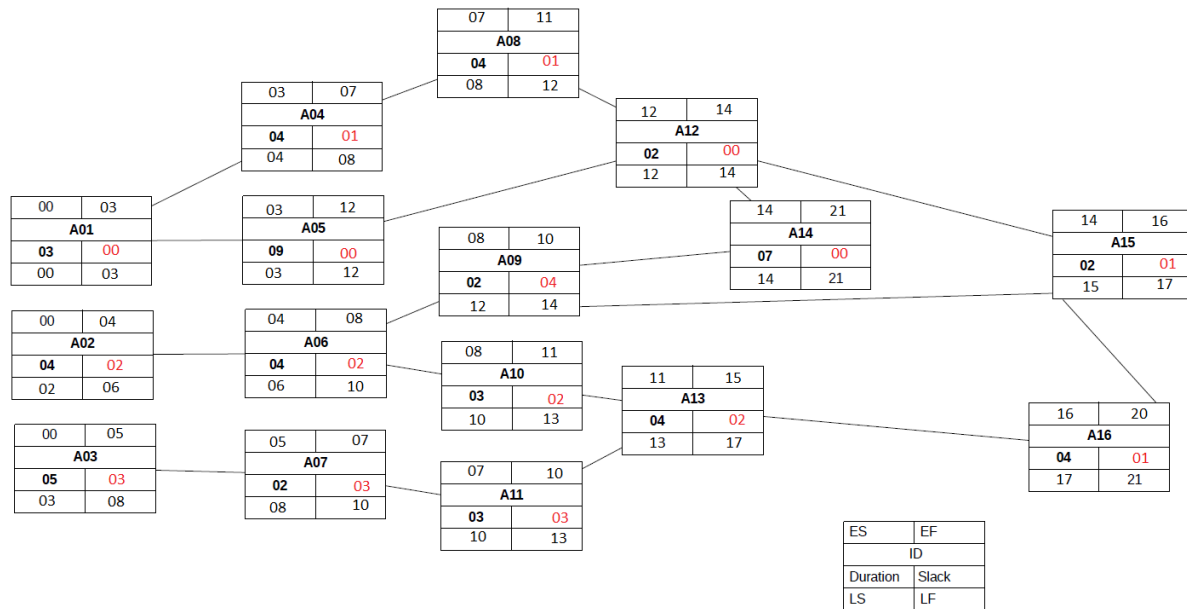 07 11
A08
04 01
08 12
03 07
A04
04 01
04 08
12 14
A12
02 00
12 14
00 03
A01
03 00
00 03
03 12
A05
09 00
03 12
08 10
A09
02 04
12 14
14 21
A14
07 00
14 21
14 16
A15
02 01
15 17
00 04
A02
04 02
02 06
04 08
A06
04 02
06 10
08 11
A10
03 02
10 13
11 15
A13
04 02
13 17
16 20
A16
04 01
17 21
00 05
A03
05 03
03 08
05 07
A07
02 03
08 10
07 10
A11
03 03
10 13
ES EF
ID
Duration Slack
LS LF